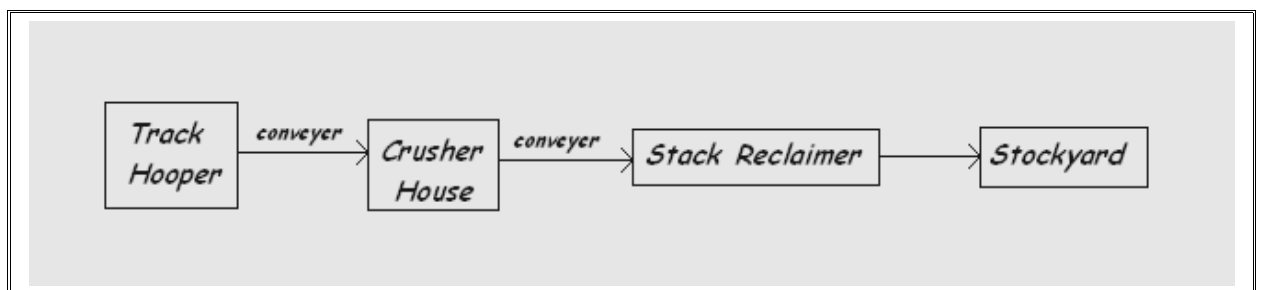 Track
Hooper
conveyer
Crusher
House
conveyer
Stack Reclaimer
Stockyard